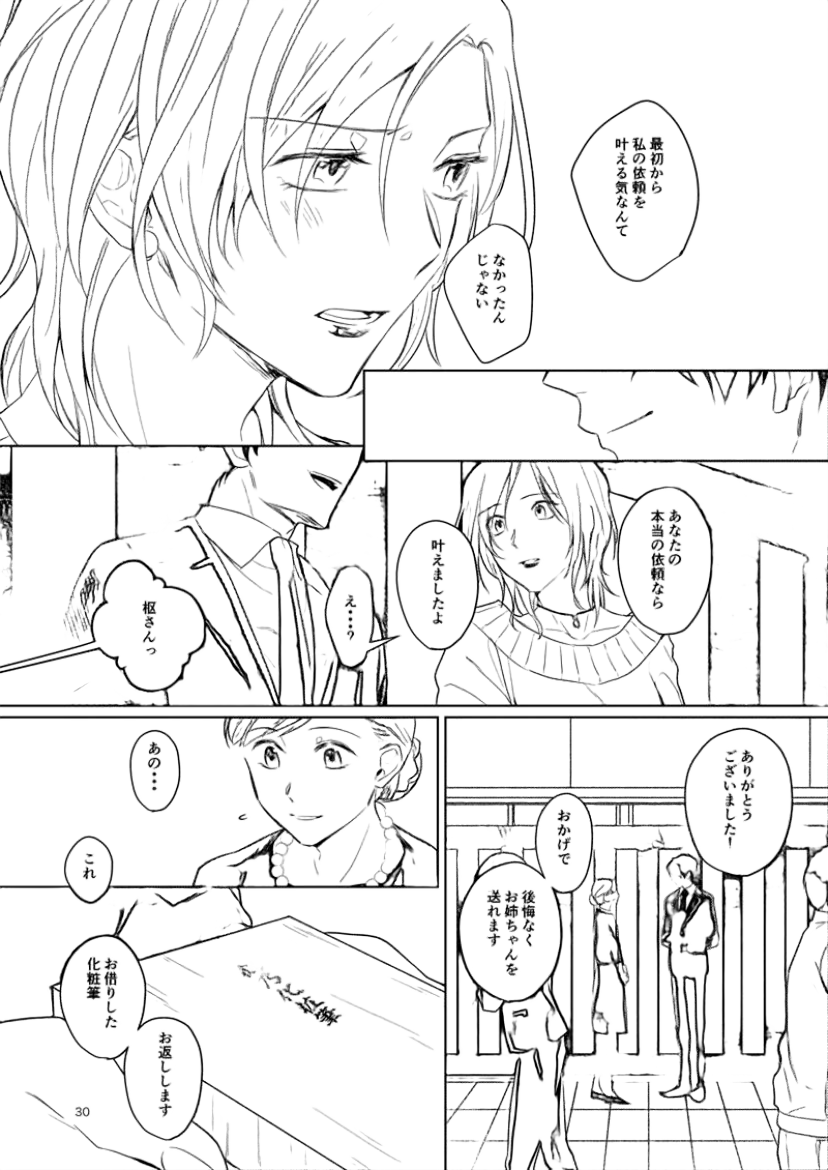 最初から
私の依頼を
叶える気なんて
なかったん
じゃない
あなたの
本当の依頼なら
叶えましたよ
え・・・?
枢さんっ
ありがとう
ございました!
おかげで
後悔なく
お姉ちゃんを
送れます
あの・・・
これ
お借りした
化粧筆
お返しします
30